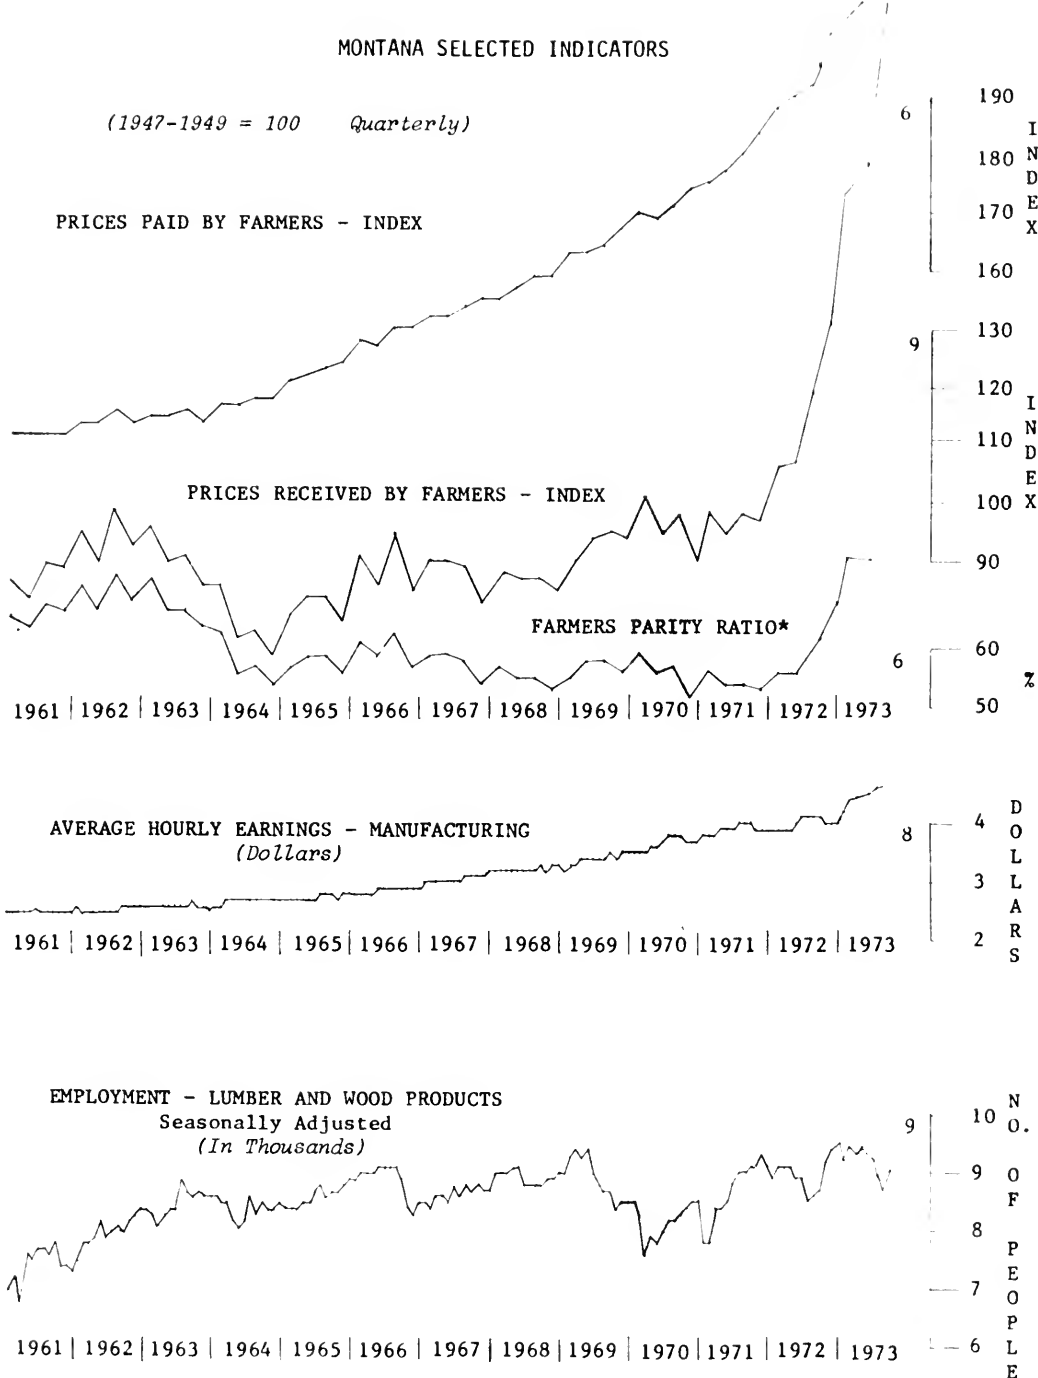 MONTANA SELECTED INDICATORS
(1947-1949 = 100 Quarterly)
PRICES PAID BY FARMERS - INDEX
6
190
180
170
160
INDEX
PRICES RECEIVED BY FARMERS - INDEX
9
130
120
110
100
90
INDEX
FARMERS PARITY RATIO*
6
60
50
%
1961 | 1962 | 1963 | 1964 | 1965 | 1966 | 1967 | 1968 | 1969 | 1970 | 1971 | 1972 | 1973
AVERAGE HOURLY EARNINGS - MANUFACTURING
(Dollars)
8
4
3
2
DOLLARS
1961 | 1962 | 1963 | 1964 | 1965 | 1966 | 1967 | 1968 | 1969 | 1970 | 1971 | 1972 | 1973
EMPLOYMENT - LUMBER AND WOOD PRODUCTS
Seasonally Adjusted
(In Thousands)
9
10
9
8
7
6
NO. OF PEOPLE
1961 | 1962 | 1963 | 1964 | 1965 | 1966 | 1967 | 1968 | 1969 | 1970 | 1971 | 1972 | 1973